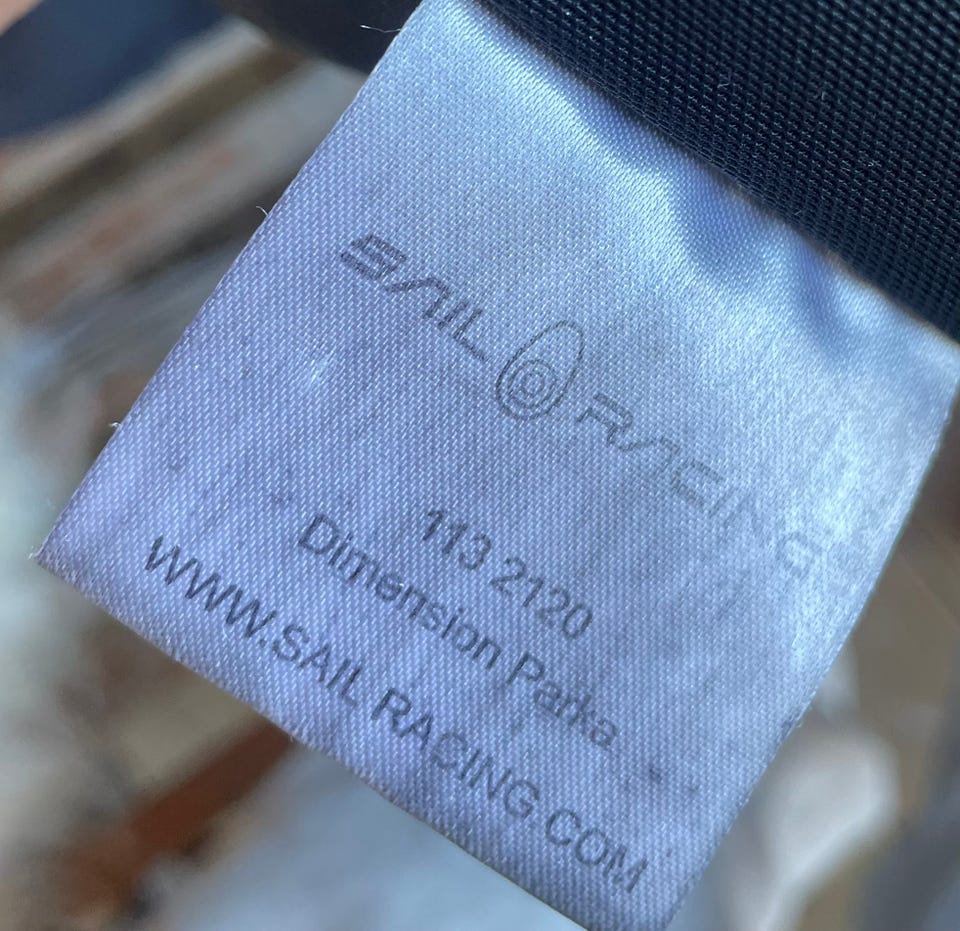 SAIL RACING
113 2120
Dimension Parka
WWW.SAIL RACING.COM